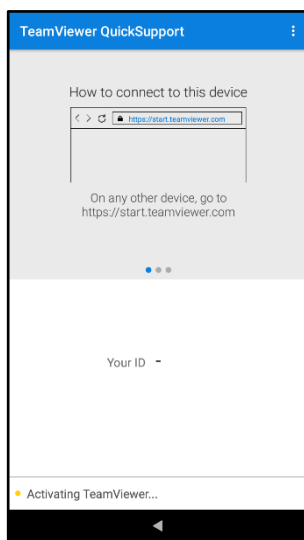 TeamViewer QuickSupport
How to connect to this device
https://start.teamviewer.com
On any other device, go to
https://start.teamviewer.com
Your ID -
Activating TeamViewer...